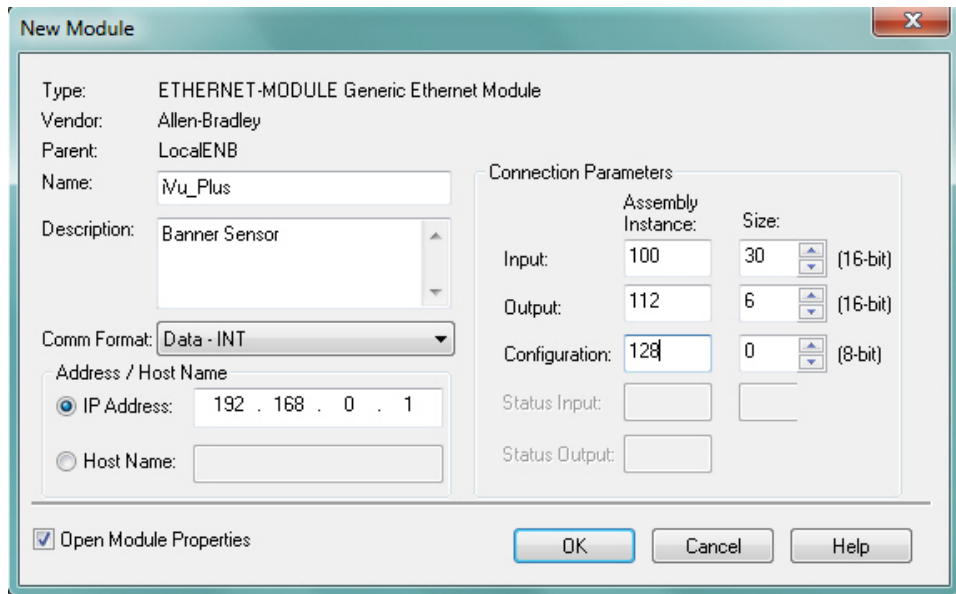 New Module
Type: ETHERNET-MODULE Generic Ethernet Module
Vendor: Allen-Bradley
Parent: LocalENB
Name: iVu_Plus
Description: Banner Sensor
Comm Format: Data - INT
Address / Host Name
IP Address: 192 . 168 . 0 . 1
Host Name:
Connection Parameters
Assembly
Instance: Size:
Input: 100 30 (16-bit)
Output: 112 6 (16-bit)
Configuration: 128 0 (8-bit)
Status Input:
Status Output:
Open Module Properties
OK Cancel Help